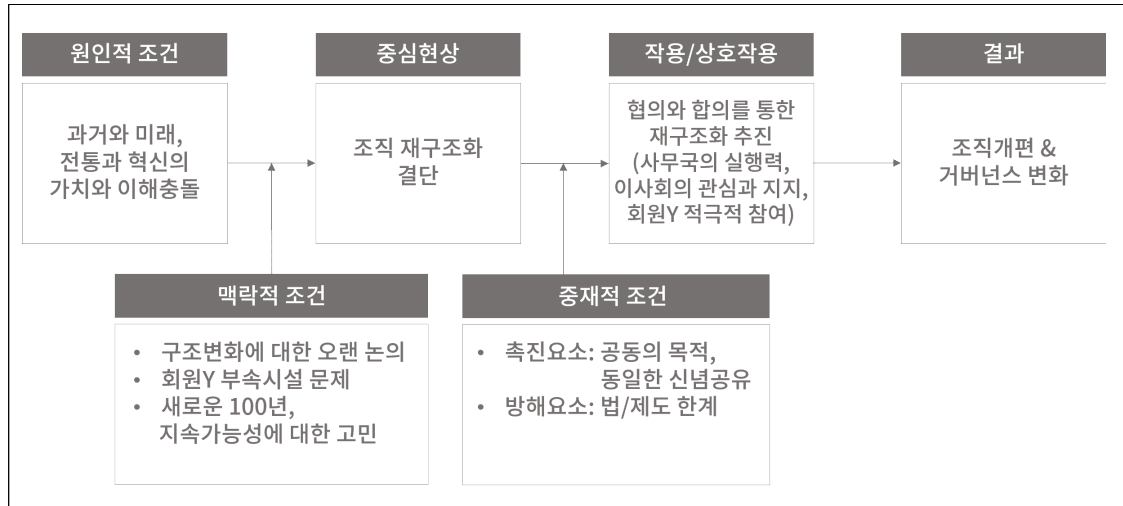 원인적 조건
과거와 미래,
전통과 혁신의
가치와 이해충돌
중심현상
조직 재구조화
결단
작용/상호작용
협의와 합의를 통한
재구조화 추진
(사무국의 실행력,
이사회의 관심과 지지,
회원Y 적극적 참여)
결과
조직개편 &
거버넌스 변화
맥락적 조건
• 구조변화에 대한 오랜 논의
• 회원Y 부속시설 문제
• 새로운 100년,
지속가능성에 대한 고민
중재적 조건
• 촉진요소: 공동의 목적,
동일한 신념공유
• 방해요소: 법/제도 한계